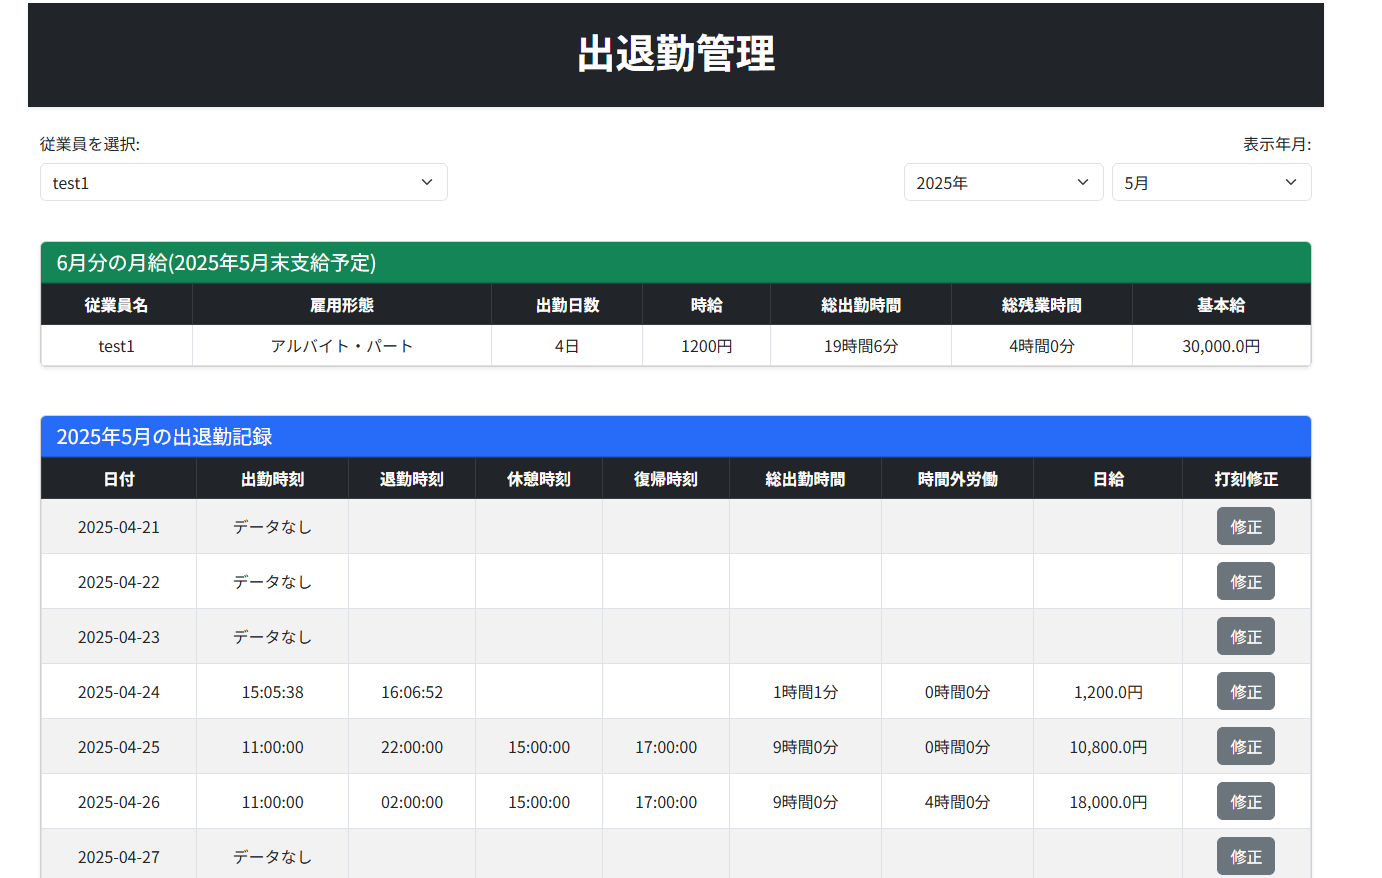 出退勤管理
従業員を選択:
表示年月:
test1
2025年
5月
6月分の月給(2025年5月末支給予定)
従業員名 雇用形態 出勤日数 時給 総出勤時間 総残業時間 基本給
test1 アルバイト・パート 4日 1200円 19時間6分 4時間0分 30,000.0円
2025年5月の出退勤記録
日付 出勤時刻 退勤時刻 休憩時刻 復帰時刻 総出勤時間 時間外労働 日給 打刻修正
2025-04-21 データなし 修正
2025-04-22 データなし 修正
2025-04-23 データなし 修正
2025-04-24 15:05:38 16:06:52 1時間1分 0時間0分 1,200.0円 修正
2025-04-25 11:00:00 22:00:00 15:00:00 17:00:00 9時間0分 0時間0分 10,800.0円 修正
2025-04-26 11:00:00 02:00:00 15:00:00 17:00:00 9時間0分 4時間0分 18,000.0円 修正
2025-04-27 データなし 修正